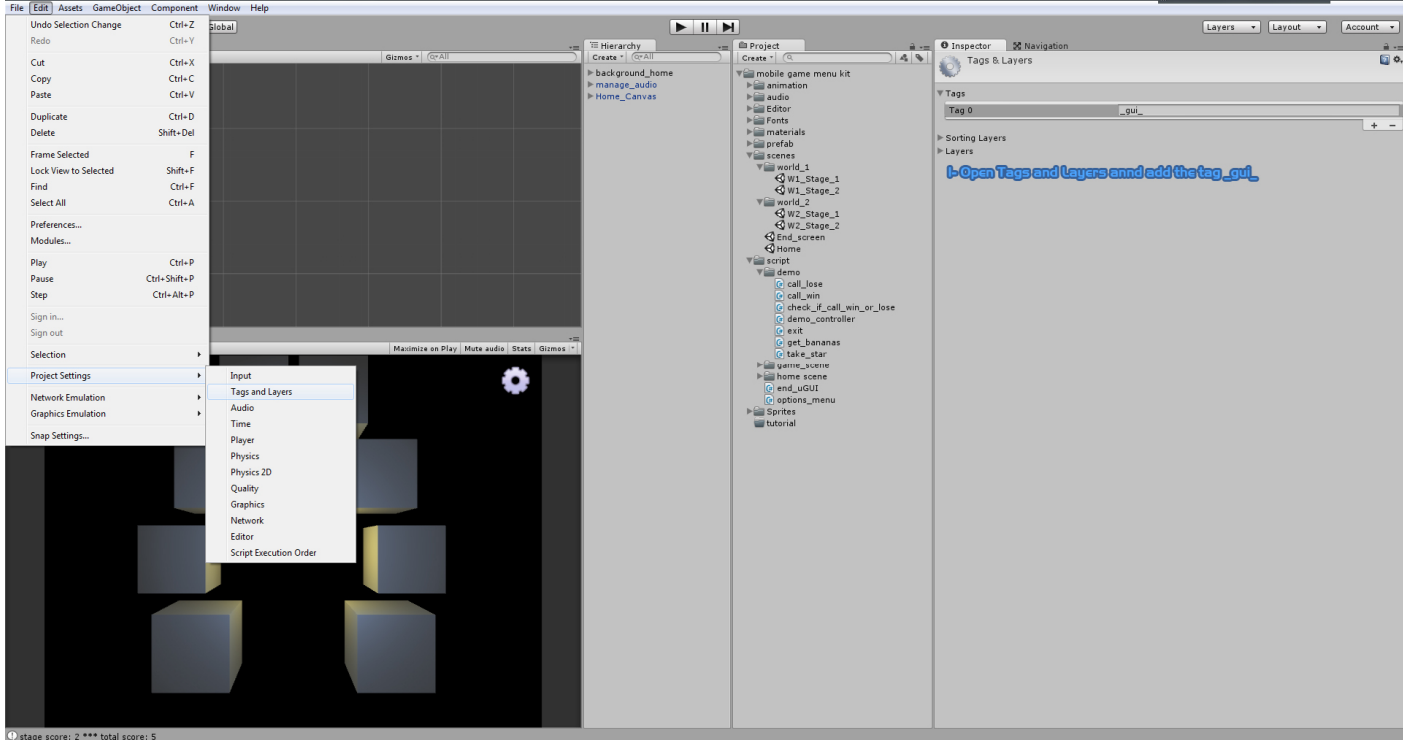 File Edit Assets GameObject Component Window Help
Undo Selection Change Ctrl+Z
Redo Ctrl+Y
Cut Ctrl+X
Copy Ctrl+C
Paste Ctrl+V
Duplicate Ctrl+D
Delete Shift+Del
Frame Selected F
Lock View to Selected Shift+F
Find Ctrl+F
Select All Ctrl+A
Preferences...
Modules...
Play Ctrl+P
Pause Ctrl+Shift+P
Step Ctrl+Alt+P
Sign in...
Sign out
Selection
Project Settings
Network Emulation
Graphics Emulation
Snap Settings...
Input
Tags and Layers
Audio
Time
Player
Physics
Physics 2D
Quality
Graphics
Network
Editor
Script Execution Order
Global
Layers Layout Account
Gizmos All
Maximize on Play Mute audio Stats Gizmos
Hierarchy
Create All
background_home
manage_audio
Home_Canvas
Project
Create
mobile game menu kit
animation
audio
Editor
Fonts
materials
prefab
scenes
world_1
W1_Stage_1
W1_Stage_2
world_2
W2_Stage_1
W2_Stage_2
End_screen
Home
script
demo
call_lose
call_win
check_if_call_win_or_lose
demo_controller
exit
get_bananas
take_star
game_scene
home scene
end_uGUI
options_menu
Sprites
tutorial
Inspector Navigation
Tags & Layers
Tags
Tag 0 _gui_
+ −
Sorting Layers
Layers
1- Open Tags and Layers annd add the tag _gui_
stage score: 2 *** total score: 5